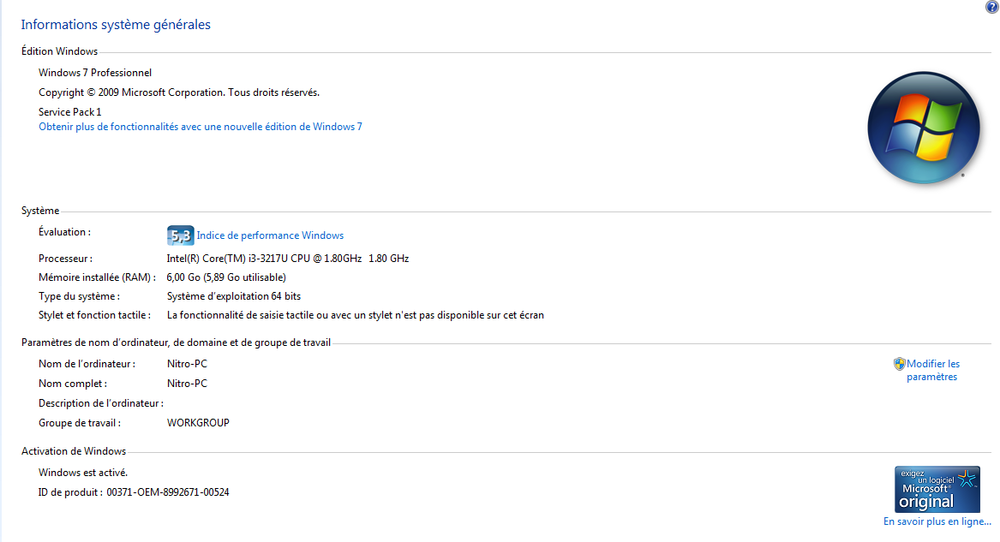 Informations système générales
Édition Windows
Windows 7 Professionnel
Copyright © 2009 Microsoft Corporation. Tous droits réservés.
Service Pack 1
Obtenir plus de fonctionnalités avec une nouvelle édition de Windows 7
Système
Évaluation :
5,3 Indice de performance Windows
Processeur : Intel(R) Core(TM) i3-3217U CPU @ 1.80GHz 1.80 GHz
Mémoire installée (RAM) : 6,00 Go (5,89 Go utilisable)
Type du système : Système d'exploitation 64 bits
Stylet et fonction tactile : La fonctionnalité de saisie tactile ou avec un stylet n'est pas disponible sur cet écran
Paramètres de nom d'ordinateur, de domaine et de groupe de travail
Nom de l'ordinateur : Nitro-PC
Modifier les
paramètres
Nom complet : Nitro-PC
Description de l'ordinateur :
Groupe de travail : WORKGROUP
Activation de Windows
Windows est activé.
ID de produit : 00371-OEM-8992671-00524
exigez
un logiciel
Microsoft®
original
En savoir plus en ligne...